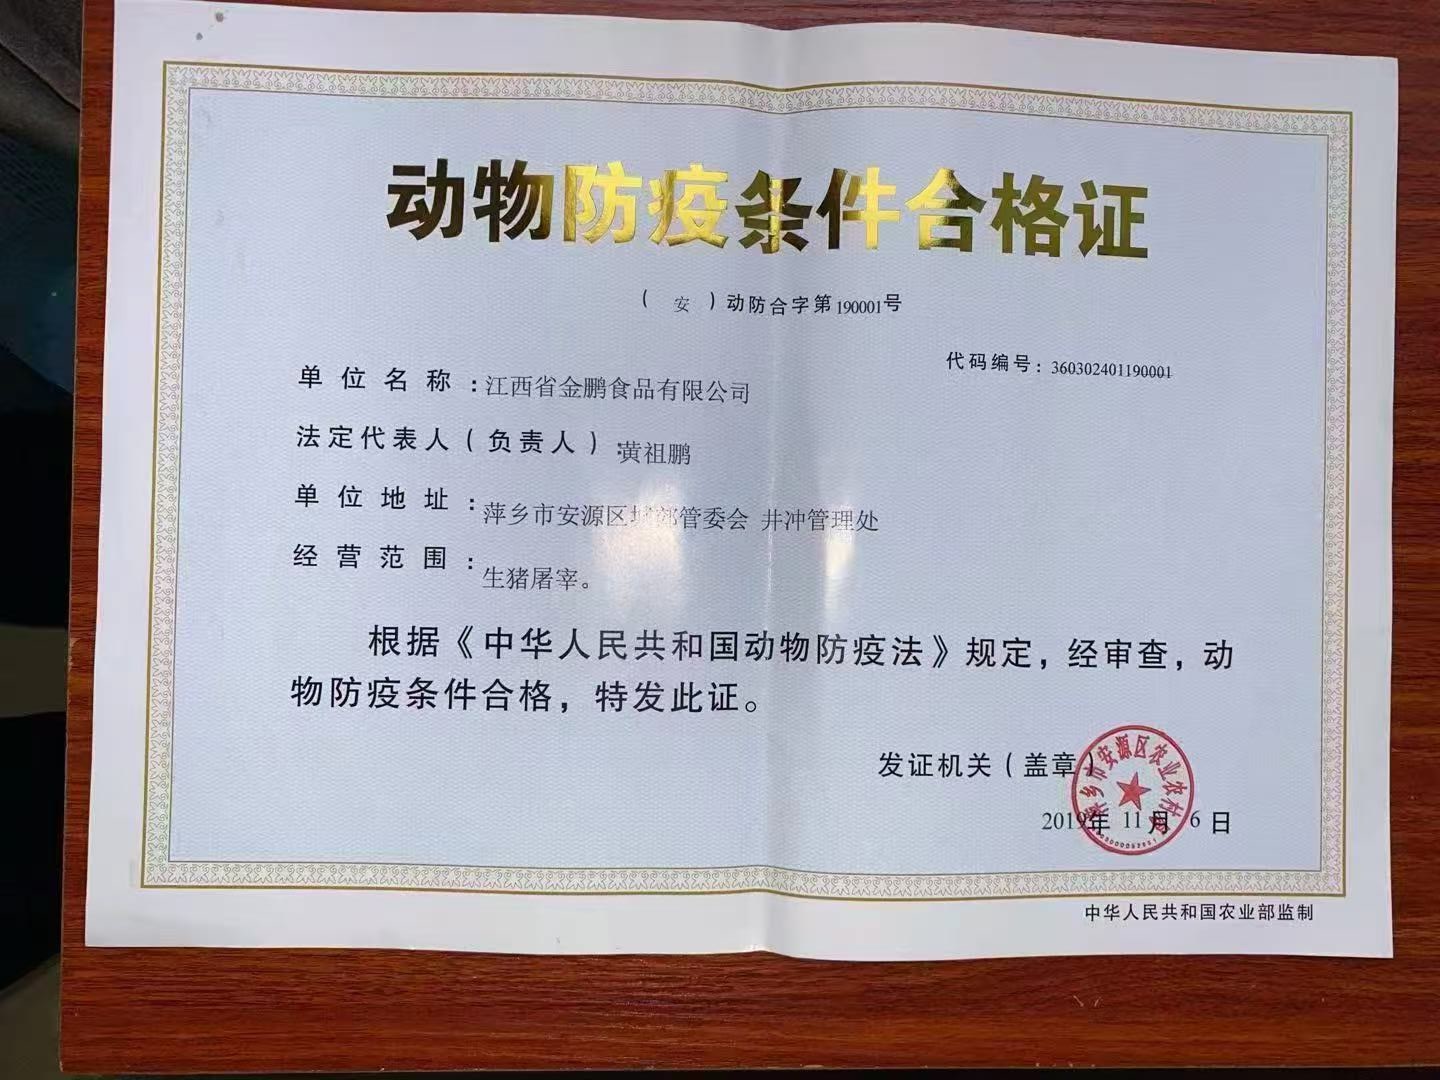 动物防疫条件合格证
（ 安 ）动防合字第190001号
代码编号：360302401190001
单位名称：江西省金鹏食品有限公司
法定代表人（负责人）：黄祖鹏
单位地址：萍乡市安源区城郊管委会 井冲管理处
经营范围：生猪屠宰。
根据《中华人民共和国动物防疫法》规定，经审查，动
物防疫条件合格，特发此证。
发证机关（盖章）
萍乡市安源区农业农村局
2019年 11 月 6 日
中华人民共和国农业部监制